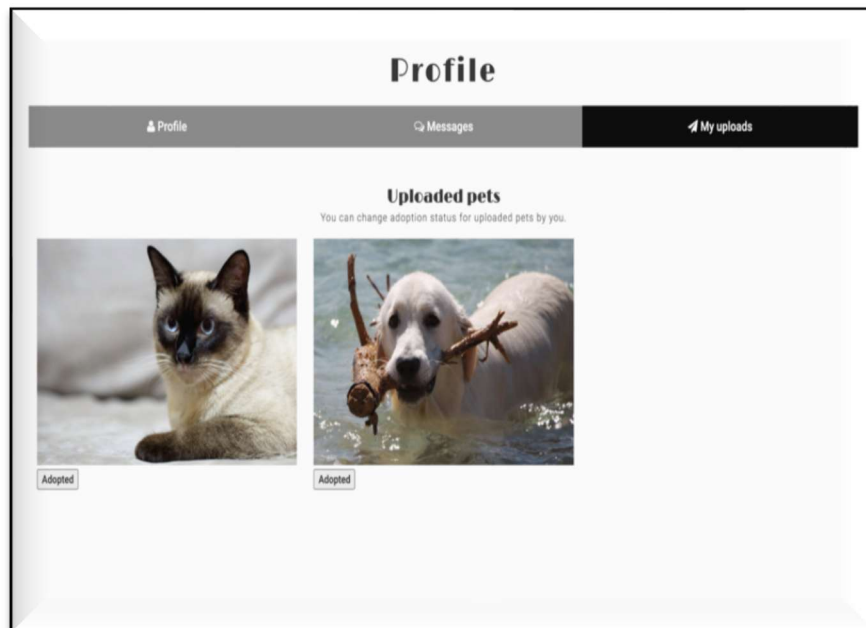 Profile
Profile Messages My uploads
Uploaded pets
You can change adoption status for uploaded pets by you.
Adopted Adopted